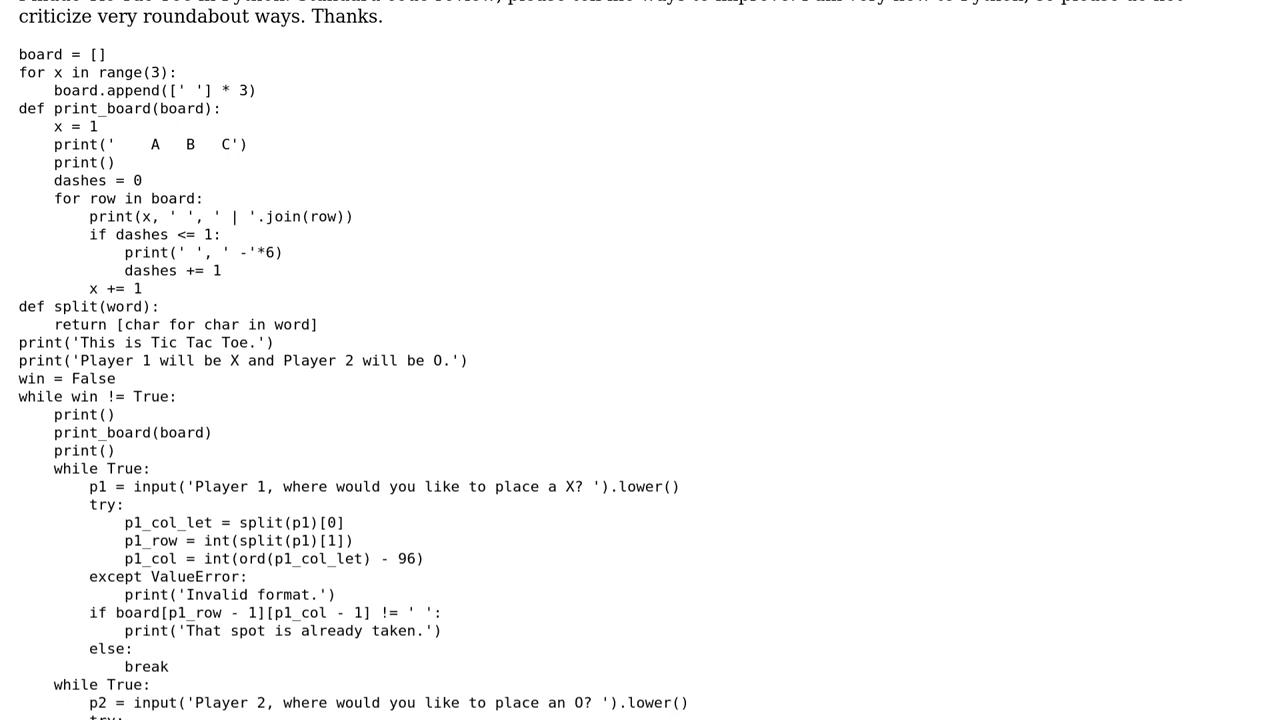 criticize very roundabout ways. Thanks.
board = []
for x in range(3):
    board.append([' '] * 3)
def print_board(board):
    x = 1
    print('    A   B   C')
    print()
    dashes = 0
    for row in board:
        print(x, ' ', ' | '.join(row))
        if dashes <= 1:
            print(' ', ' -'*6)
            dashes += 1
        x += 1
def split(word):
    return [char for char in word]
print('This is Tic Tac Toe.')
print('Player 1 will be X and Player 2 will be O.')
win = False
while win != True:
    print()
    print_board(board)
    print()
    while True:
        p1 = input('Player 1, where would you like to place a X? ').lower()
        try:
            p1_col_let = split(p1)[0]
            p1_row = int(split(p1)[1])
            p1_col = int(ord(p1_col_let) - 96)
        except ValueError:
            print('Invalid format.')
        if board[p1_row - 1][p1_col - 1] != ' ':
            print('That spot is already taken.')
        else:
            break
    while True:
        p2 = input('Player 2, where would you like to place an O? ').lower()